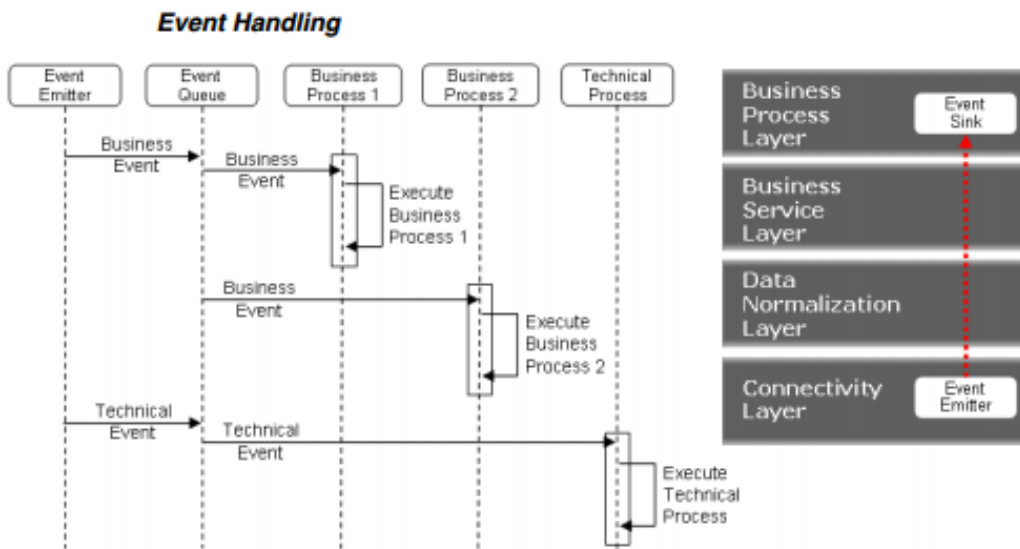 Event Handling
Event
Emitter
Event
Queue
Business
Process 1
Business
Process 2
Technical
Process
Business
Event
Business
Event
Execute
Business
Process 1
Business
Event
Execute
Business
Process 2
Technical
Event
Technical
Event
Execute
Technical
Process
Business
Process
Layer
Event
Sink
Business
Service
Layer
Data
Normalization
Layer
Connectivity
Layer
Event
Emitter